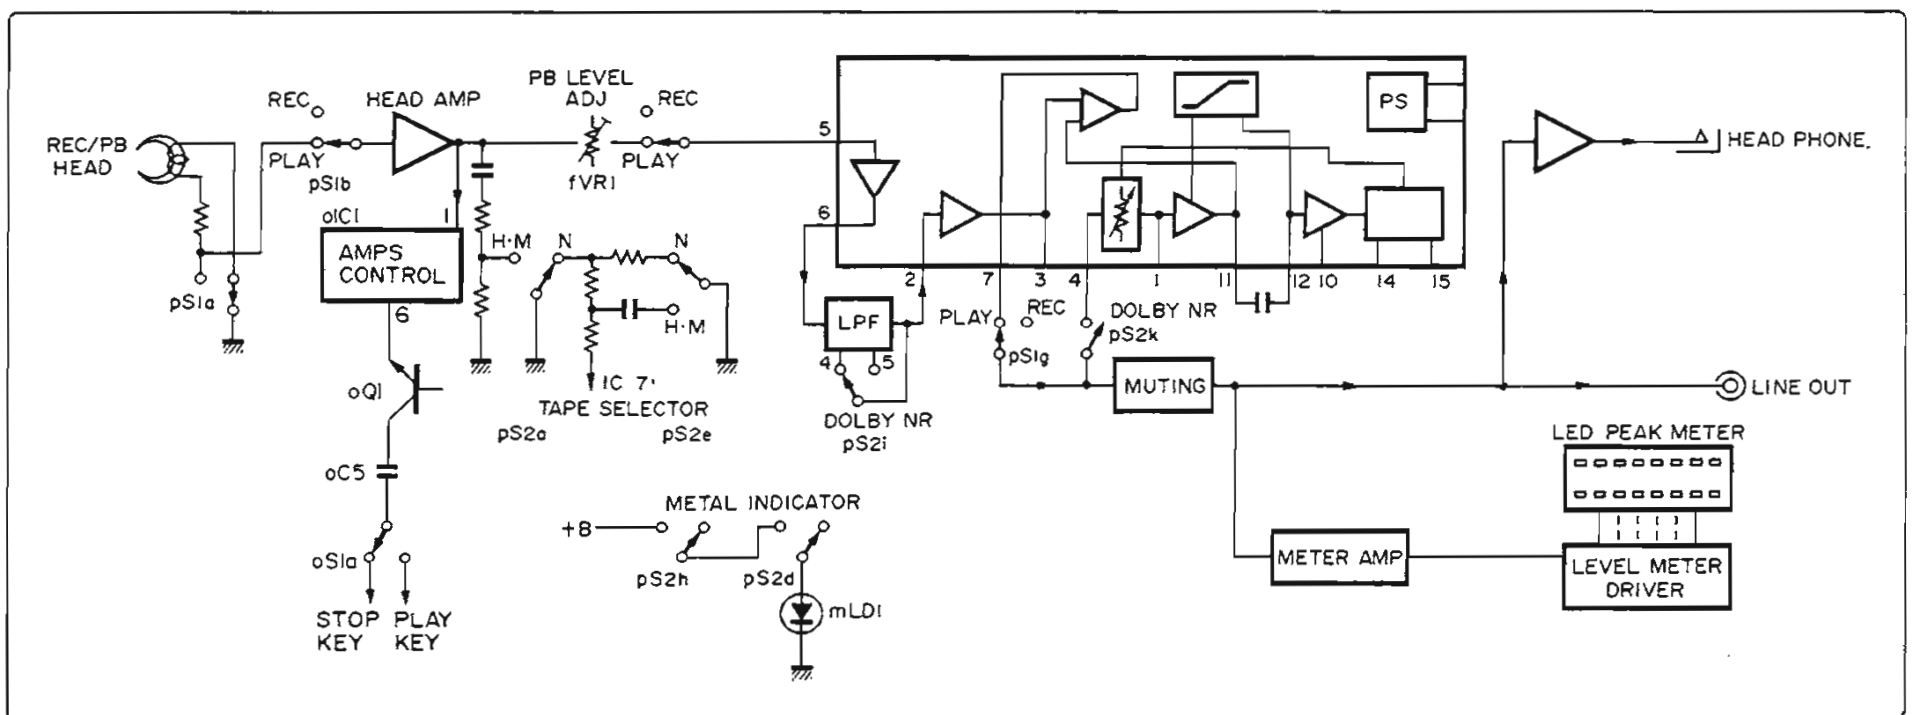 REC/PB
HEAD
REC
PLAY
pS1b
pS1a
HEAD AMP
oIC1
1
AMPS
CONTROL
6
oQ1
oC5
oS1a
STOP
KEY
PLAY
KEY
H·M
N
N
H·M
IC 7'
TAPE SELECTOR
pS2a
pS2e
PB LEVEL
ADJ
fVR1
REC
PLAY
5
6
LPF
4
5
DOLBY NR
pS2i
2
7
3
4
1
11
12
10
14
15
PS
PLAY
REC
pS1g
DOLBY NR
pS2k
MUTING
HEAD PHONE.
LINE OUT
LED PEAK METER
METER AMP
LEVEL METER
DRIVER
METAL INDICATOR
+B
pS2h
pS2d
mLD1